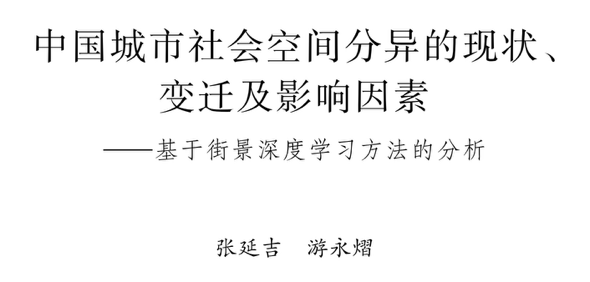 中国城市社会空间分异的现状、
变迁及影响因素
——基于街景深度学习方法的分析
张延吉 游永熠